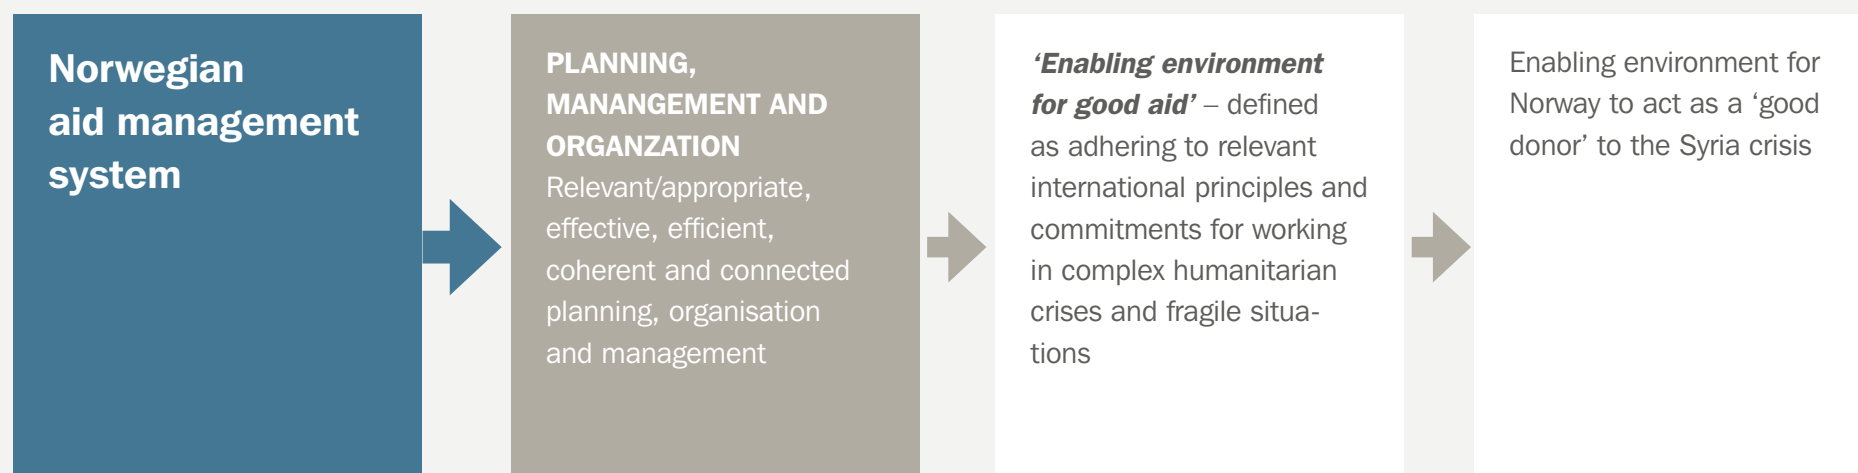 Norwegian
aid management
system
PLANNING,
MANANGEMENT AND
ORGANZATION
Relevant/appropriate,
effective, efficient,
coherent and connected
planning, organisation
and management
‘Enabling environment
for good aid’ – defined
as adhering to relevant
international principles and
commitments for working
in complex humanitarian
crises and fragile situa-
tions
Enabling environment for
Norway to act as a ‘good
donor’ to the Syria crisis